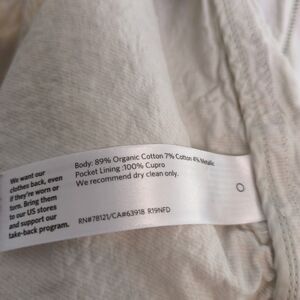 We want our
clothes back, even
if they're worn or
torn. Bring them
to our US stores
and support our
take-back program.
Body: 89% Organic Cotton 7% Cotton 4% Metallic
Pocket Lining :100% Cupro
We recommend dry clean only.
RN#78121/CA#63918 R19NFD